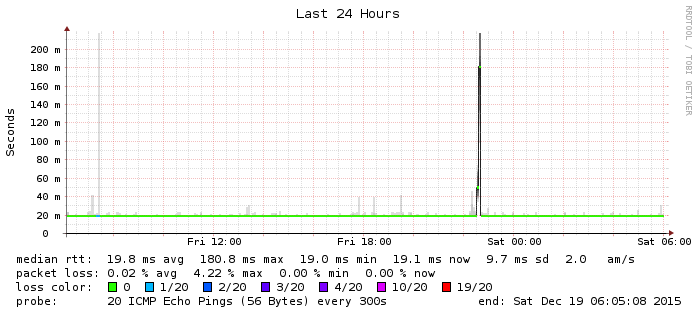 Last 24 Hours
RRDTOOL / TOBI OETIKER
Seconds
200 m
180 m
160 m
140 m
120 m
100 m
80 m
60 m
40 m
20 m
0
Fri 12:00 Fri 18:00 Sat 00:00 Sat 06:00
median rtt: 19.8 ms avg 180.8 ms max 19.0 ms min 19.1 ms now 9.7 ms sd 2.0 am/s
packet loss: 0.02 % avg 4.22 % max 0.00 % min 0.00 % now
loss color: 0 1/20 2/20 3/20 4/20 10/20 19/20
probe: 20 ICMP Echo Pings (56 Bytes) every 300s end: Sat Dec 19 06:05:08 2015